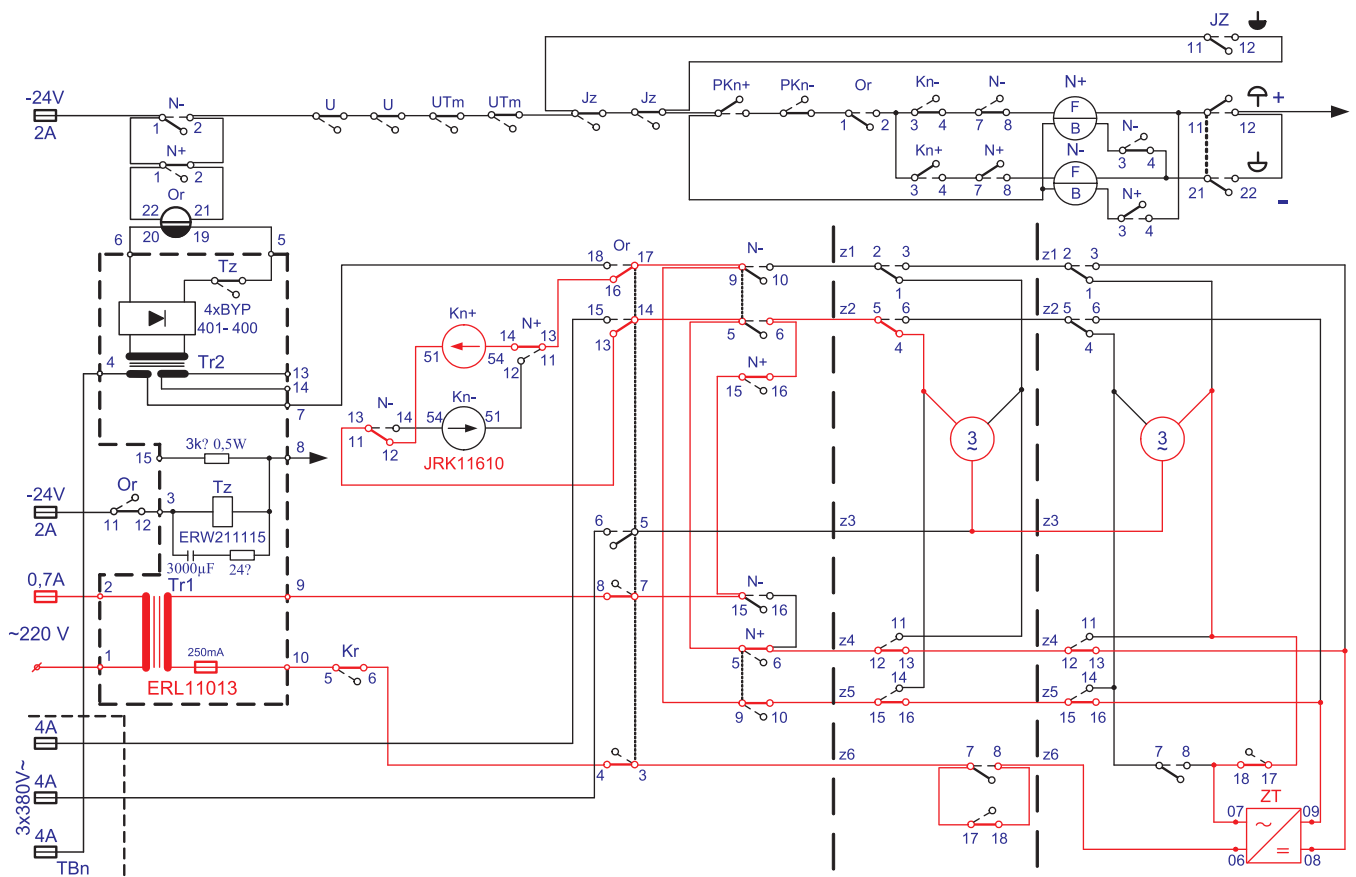 JZ
11 12
-24V
2A
N-
1 2
U
U
UTm
UTm
Jz
Jz
PKn+
PKn-
Or
1 2
Kn-
3 4
N-
7 8
N+
F
B
N-
3 4
11 12
+
Kn+
3 4
N+
7 8
N-
F
B
N+
3 4
21 22
-
N+
1 2
Or
22 21
20 19
6 5
Tz
4xBYP
401- 400
4
Tr2
13
14
7
15
3k? 0,5W
8
-24V
2A
Or
11 12
3
Tz
ERW211115
3000µF
24?
0,7A
2
Tr1
9
~220 V
1
250mA
10
ERL11013
Kr
5 6
4A
4A
4A
3x380V~
TBn
Or
18 17
16
15 14
13
Kn+
51 54
14 N+ 13
11
12
N-
13 14
11
12
Kn-
54 51
JRK11610
6 5
8 7
4 3
N-
9 10
5 6
N+
15 16
N-
15 16
N+
5 6
9 10
z1
2 3
1
z1
2 3
1
z2
5 6
4
z2
5 6
4
3
~
3
~
z3
z3
z4
11
12 13
z4
11
12 13
z5
14
15 16
z5
14
15 16
z6
7 8
17 18
z6
7 8
18 17
ZT
07 09
~
=
06 08